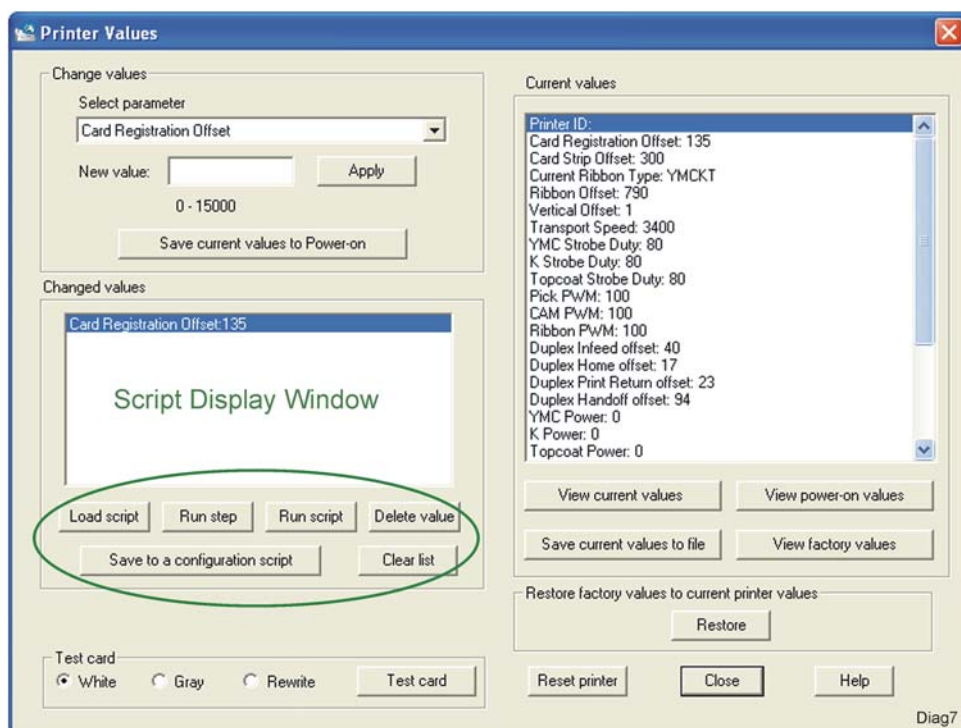 Printer Values
Change values
Select parameter
Card Registration Offset
New value:
Apply
0 - 15000
Save current values to Power-on
Changed values
Card Registration Offset:135
Script Display Window
Load script
Run step
Run script
Delete value
Save to a configuration script
Clear list
Test card
White
Gray
Rewrite
Test card
Current values
Printer ID:
Card Registration Offset: 135
Card Strip Offset: 300
Current Ribbon Type: YMCKT
Ribbon Offset: 790
Vertical Offset: 1
Transport Speed: 3400
YMC Strobe Duty: 80
K Strobe Duty: 80
Topcoat Strobe Duty: 80
Pick PWM: 100
CAM PWM: 100
Ribbon PWM: 100
Duplex Infeed offset: 40
Duplex Home offset: 17
Duplex Print Return offset: 23
Duplex Handoff offset: 94
YMC Power: 0
K Power: 0
Topcoat Power: 0
View current values
View power-on values
Save current values to file
View factory values
Restore factory values to current printer values
Restore
Reset printer
Close
Help
Diag7